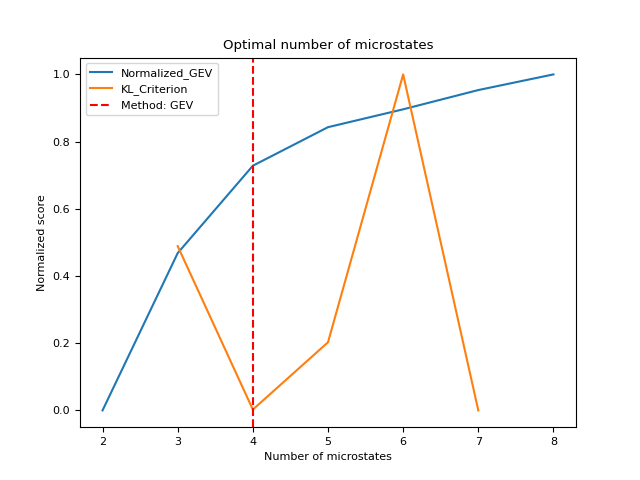 Optimal number of microstates
Normalized_GEV
KL_Criterion
Method: GEV
1.0
0.8
0.6
0.4
0.2
0.0
Normalized score
2 3 4 5 6 7 8
Number of microstates